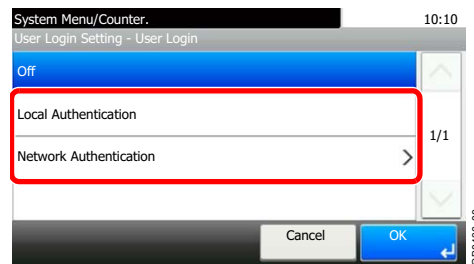 System Menu/Counter. 10:10
User Login Setting - User Login
Off
Local Authentication
1/1
Network Authentication
Cancel OK